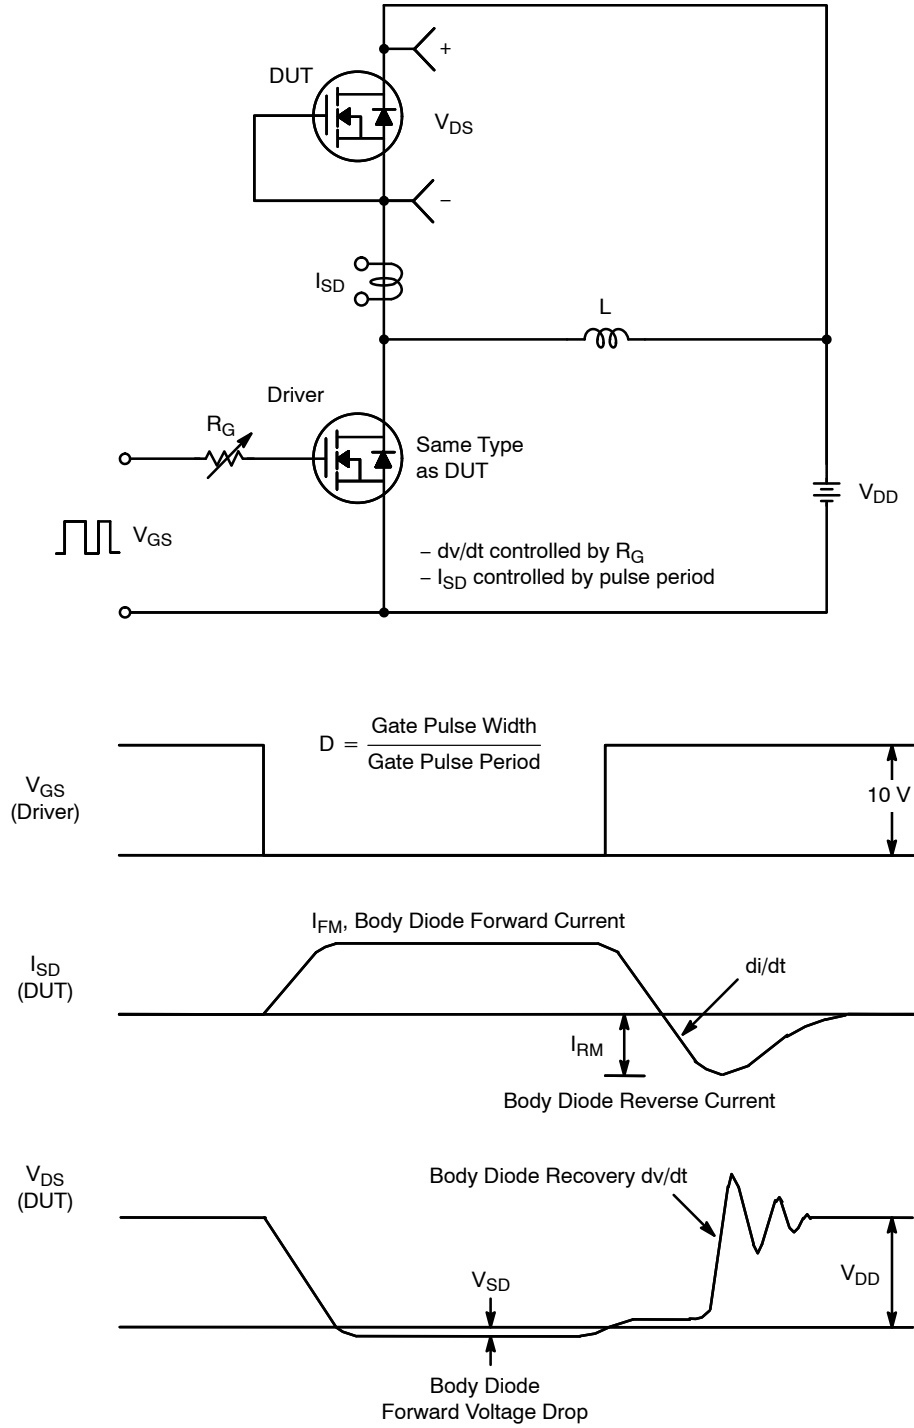 +
DUT
V_DS
–
I_SD
L
Driver
R_G
Same Type
as DUT
V_DD
V_GS
– dv/dt controlled by R_G
– I_SD controlled by pulse period
D = Gate Pulse Width
Gate Pulse Period
V_GS
(Driver)
10 V
I_FM, Body Diode Forward Current
I_SD
(DUT)
di/dt
I_RM
Body Diode Reverse Current
V_DS
(DUT)
Body Diode Recovery dv/dt
V_SD
V_DD
Body Diode
Forward Voltage Drop